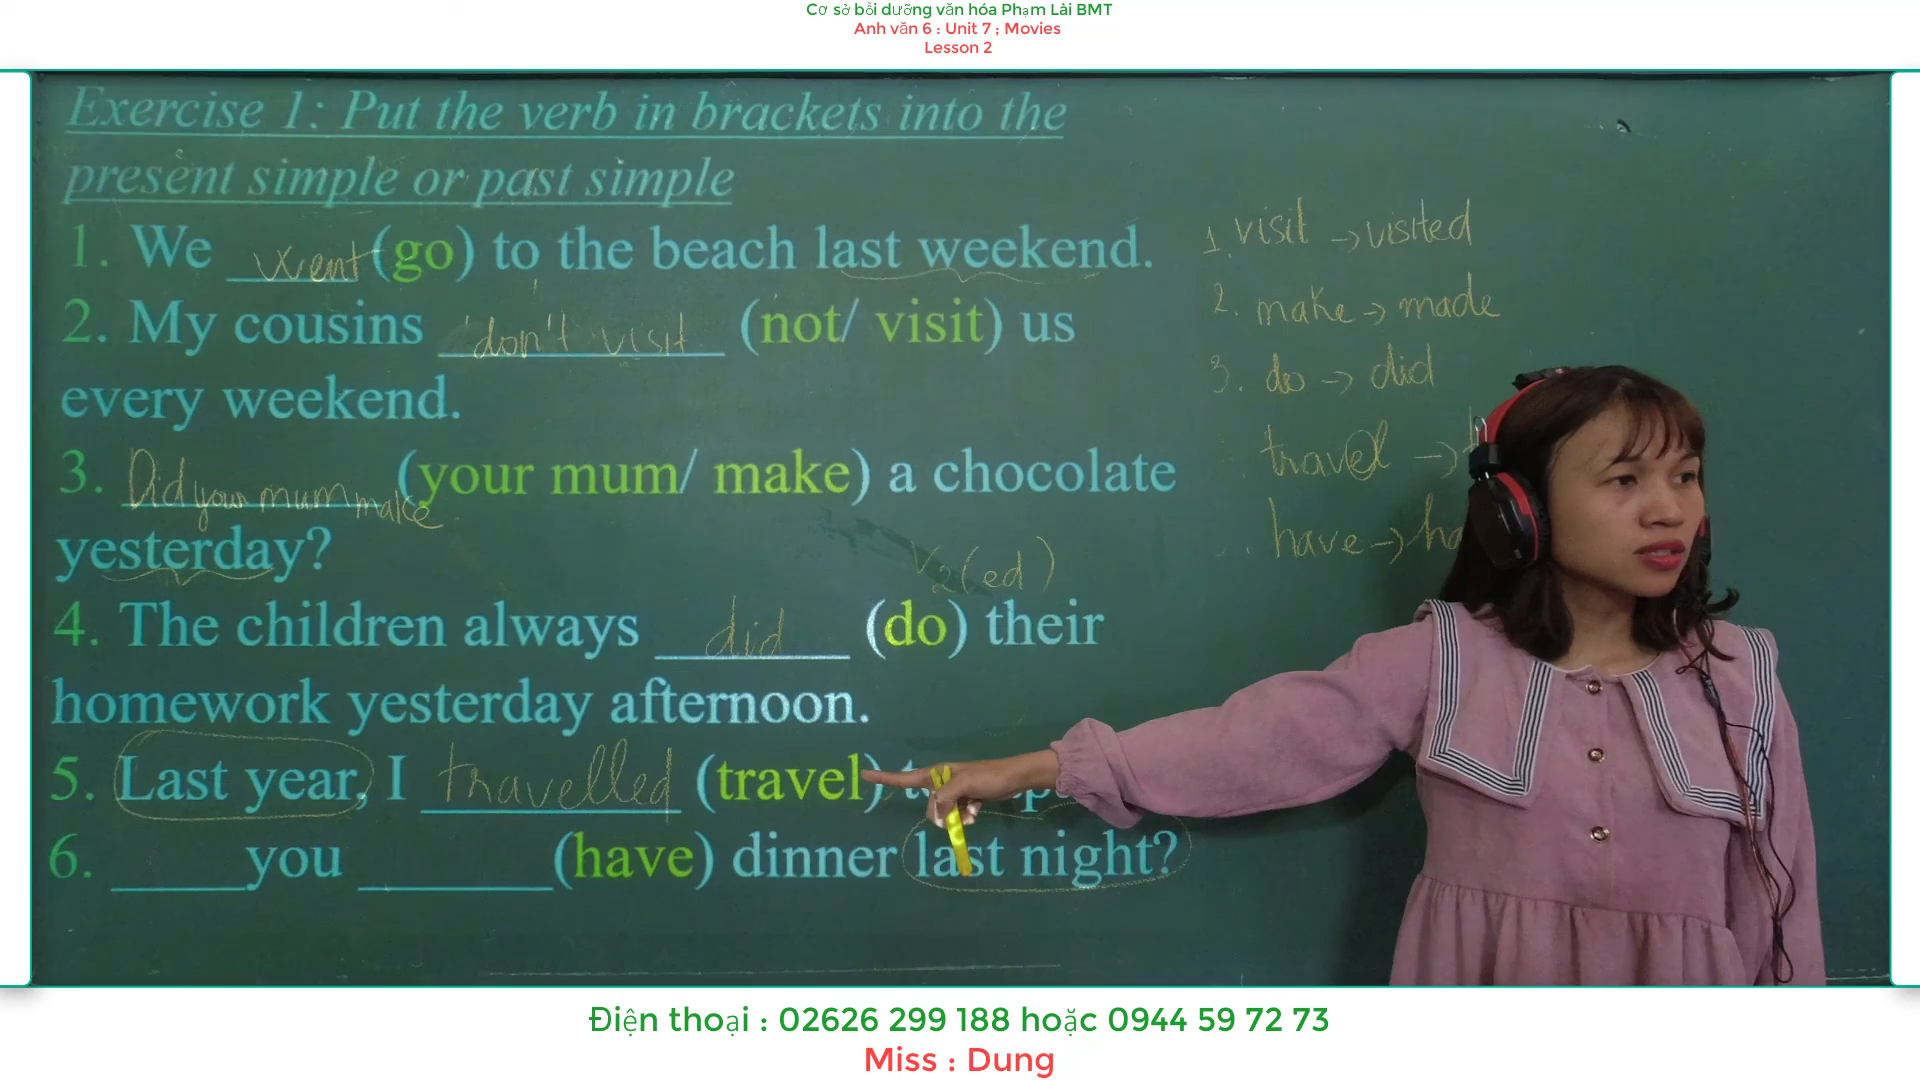 Cơ sở bồi dưỡng văn hóa Phạm Lải BMT
Anh văn 6 : Unit 7 ; Movies
Lesson 2
Exercise 1: Put the verb in brackets into the
present simple or past simple
1. We went (go) to the beach last weekend.
2. My cousins don't visit (not/ visit) us
every weekend.
3. Did your mum make (your mum/ make) a chocolate
yesterday?
V2(ed)
4. The children always did (do) their
homework yesterday afternoon.
5. Last year, I travelled (travel)
6. ____you ______(have) dinner last night?
1. visit → visited
2. make → made
3. do → did
travel →
have →
Điện thoại : 02626 299 188 hoặc 0944 59 72 73
Miss : Dung